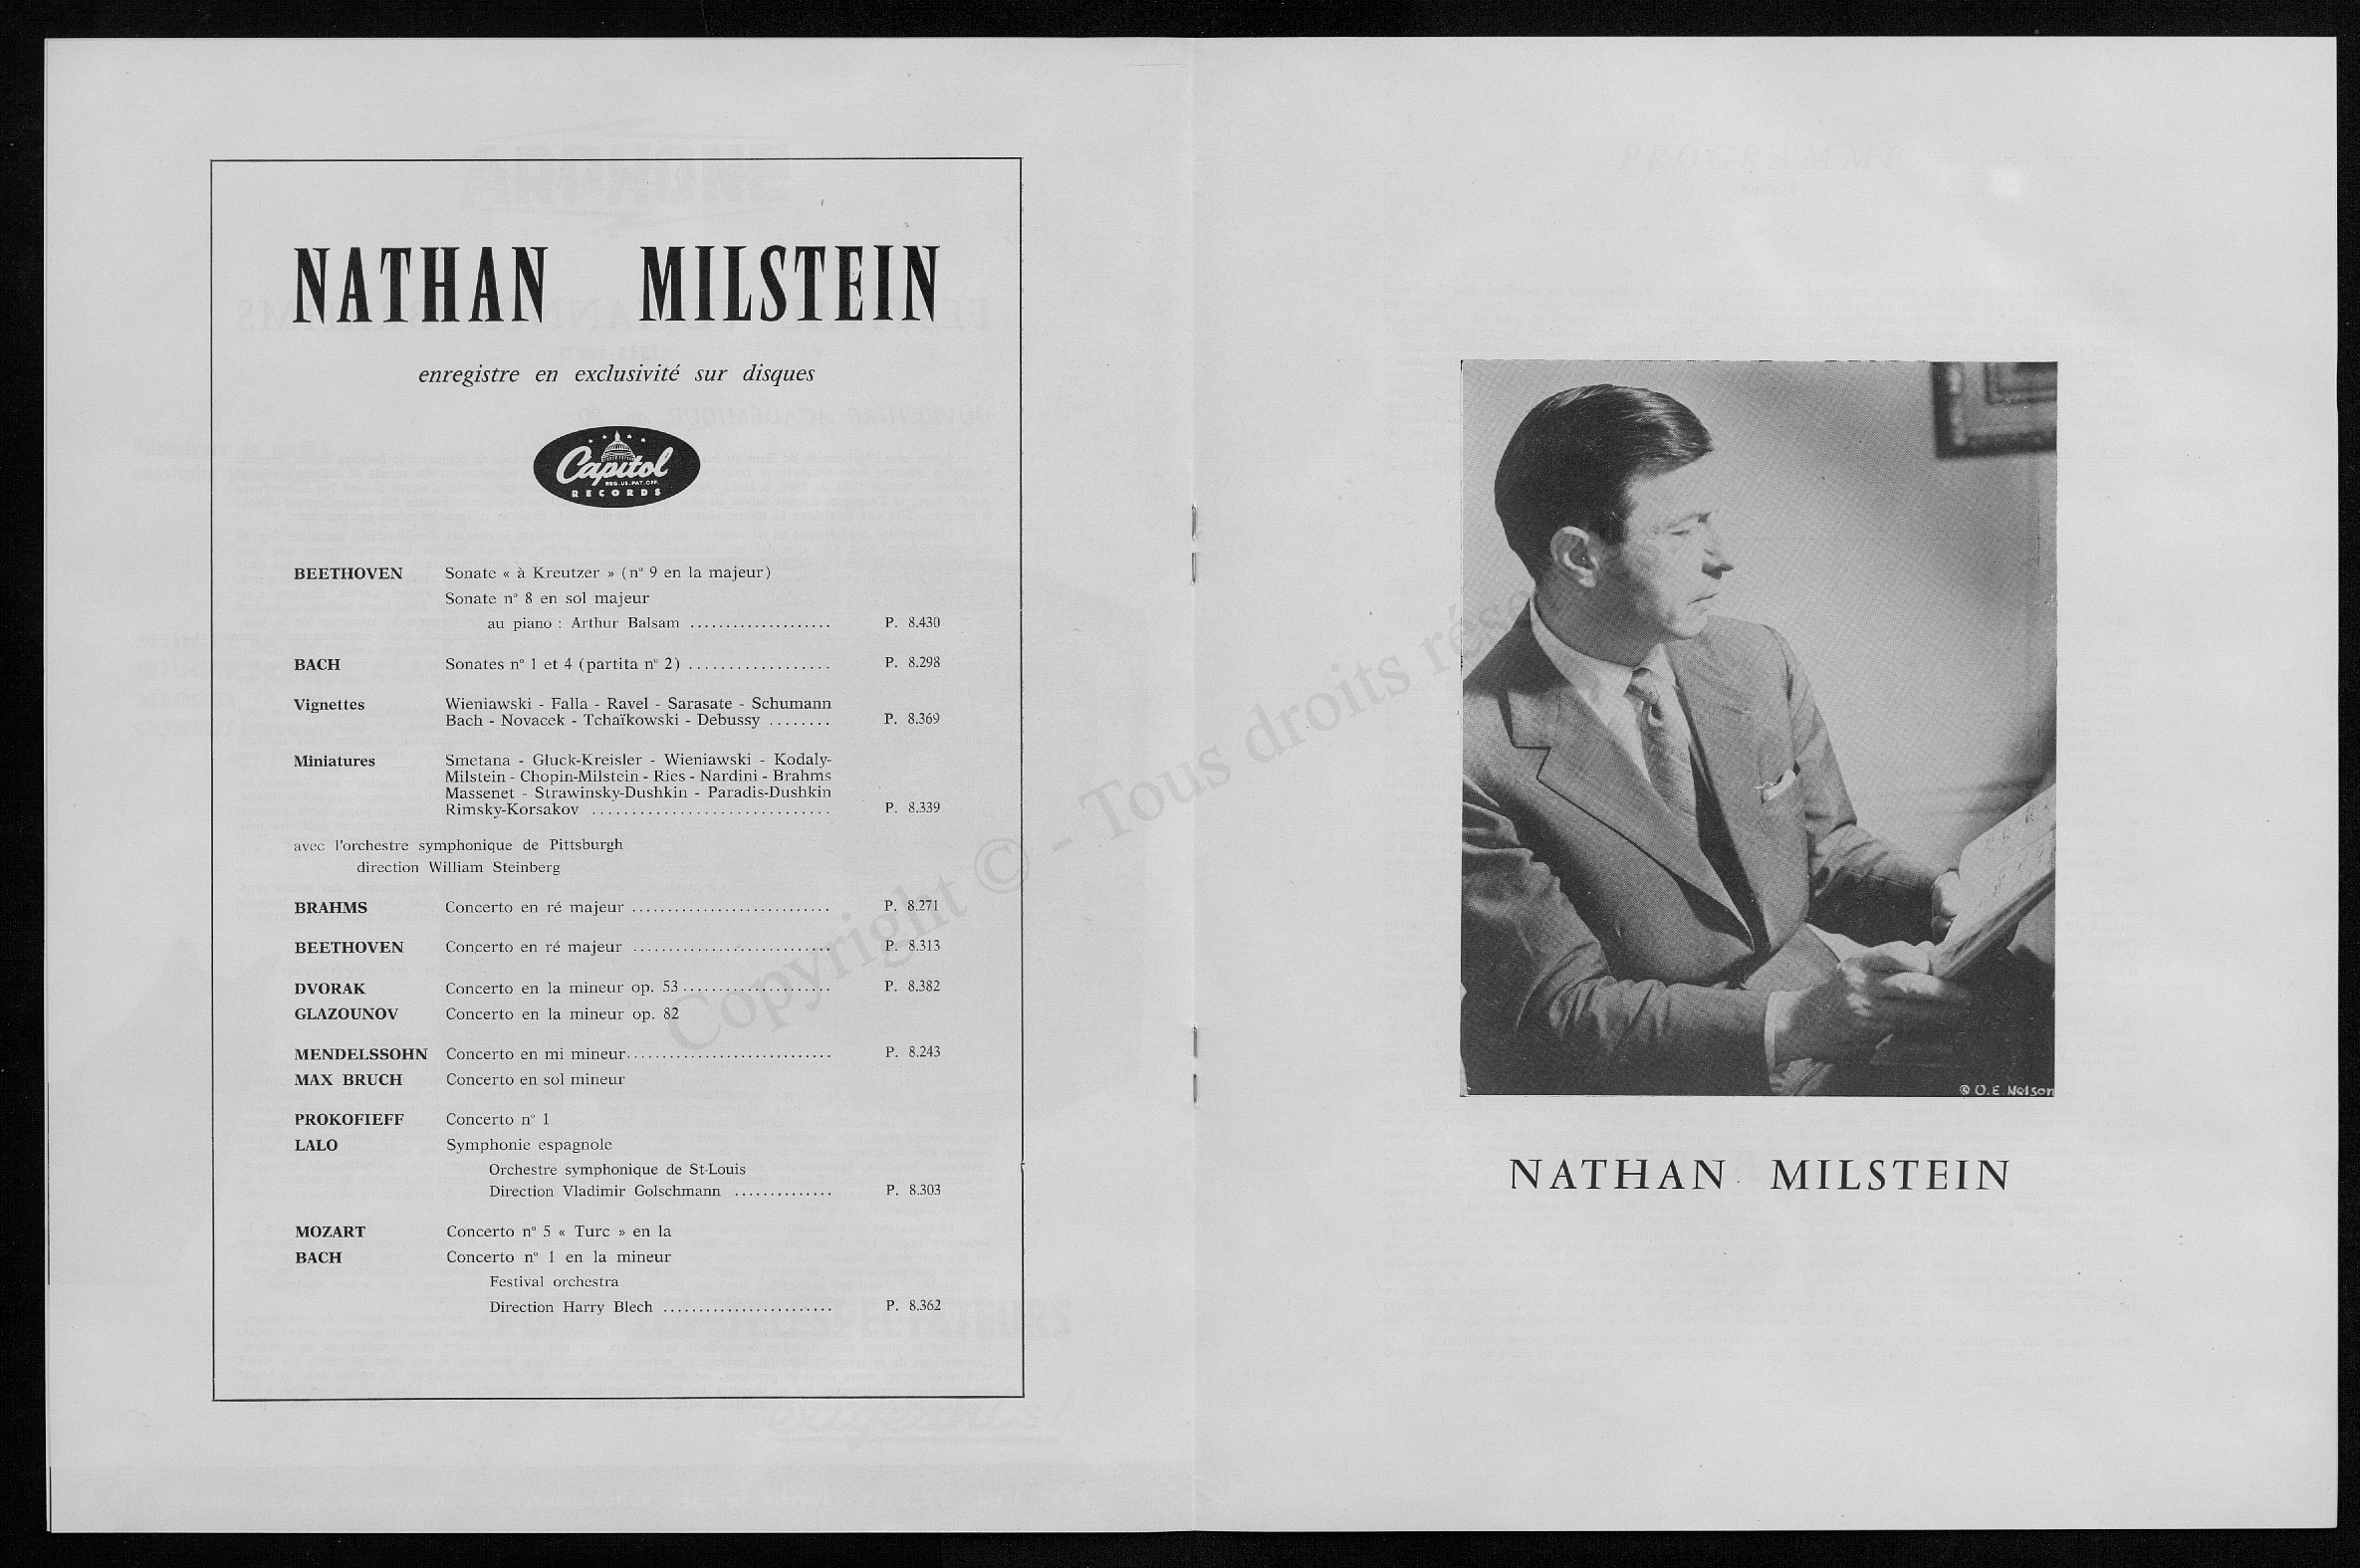 NATHAN MILSTEIN
enregistre en exclusivité sur disques
Capitol
REG. U.S. PAT. OFF.
RECORDS
BEETHOVEN Sonate « à Kreutzer » (n° 9 en la majeur)
Sonate n° 8 en sol majeur
au piano : Arthur Balsam .................... P. 8.430
BACH Sonates n° 1 et 4 (partita n° 2) .................. P. 8.298
Vignettes Wieniawski - Falla - Ravel - Sarasate - Schumann
Bach - Novacek - Tchaïkowski - Debussy ........ P. 8.369
Miniatures Smetana - Gluck-Kreisler - Wieniawski - Kodaly-
Milstein - Chopin-Milstein - Ries - Nardini - Brahms
Massenet - Strawinsky-Dushkin - Paradis-Dushkin
Rimsky-Korsakov .............................. P. 8.339
avec l'orchestre symphonique de Pittsburgh
direction William Steinberg
BRAHMS Concerto en ré majeur ............................ P. 8.271
BEETHOVEN Concerto en ré majeur ............................ P. 8.313
DVORAK Concerto en la mineur op. 53..................... P. 8.382
GLAZOUNOV Concerto en la mineur op. 82
MENDELSSOHN Concerto en mi mineur............................. P. 8.243
MAX BRUCH Concerto en sol mineur
PROKOFIEFF Concerto n° 1
LALO Symphonie espagnole
Orchestre symphonique de St-Louis
Direction Vladimir Golschmann .............. P. 8.303
MOZART Concerto n° 5 « Turc » en la
BACH Concerto n° 1 en la mineur
Festival orchestra
Direction Harry Blech ........................ P. 8.362
Copyright © - Tous droits rése
© O. E. Nelson
NATHAN MILSTEIN
PROGRAMME